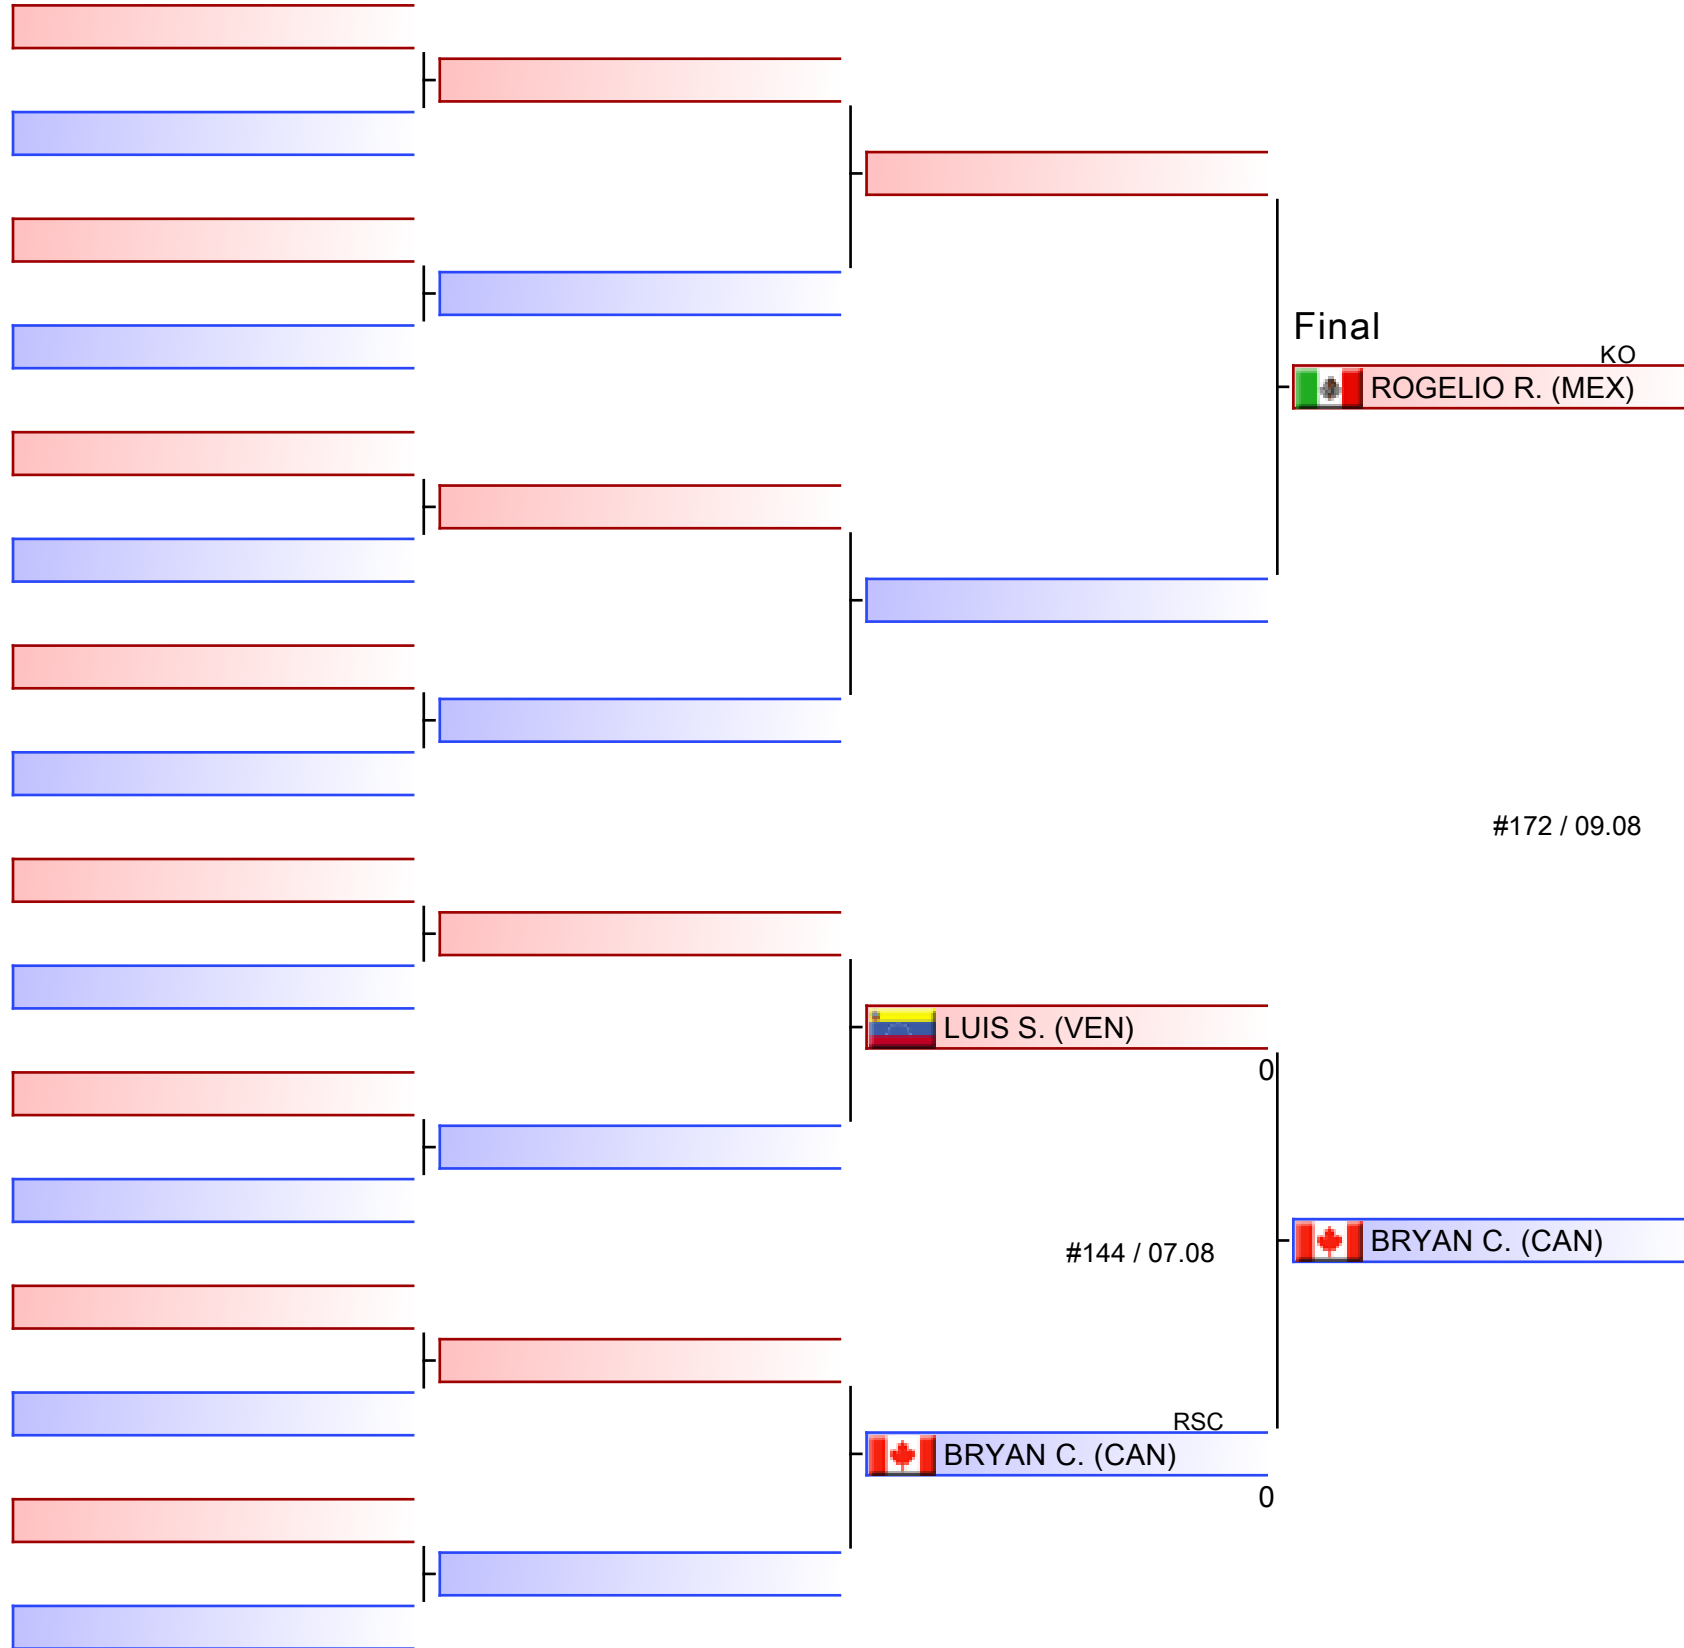 Final
KO
ROGELIO R. (MEX)
#172 / 09.08
LUIS S. (VEN)
0
#144 / 07.08
BRYAN C. (CAN)
RSC
BRYAN C. (CAN)
0